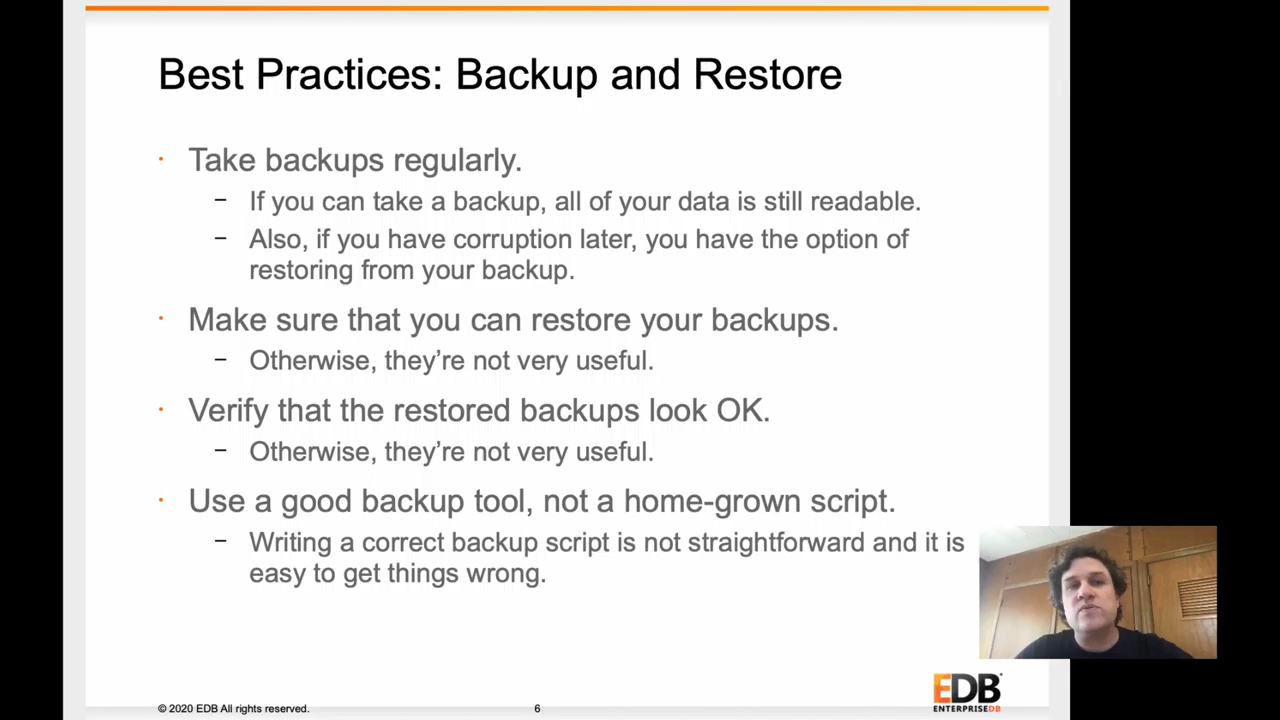 Best Practices: Backup and Restore
· Take backups regularly.
– If you can take a backup, all of your data is still readable.
– Also, if you have corruption later, you have the option of
restoring from your backup.
· Make sure that you can restore your backups.
– Otherwise, they’re not very useful.
· Verify that the restored backups look OK.
– Otherwise, they’re not very useful.
· Use a good backup tool, not a home-grown script.
– Writing a correct backup script is not straightforward and it is
easy to get things wrong.
© 2020 EDB All rights reserved.
6
EDB
ENTERPRISEDB